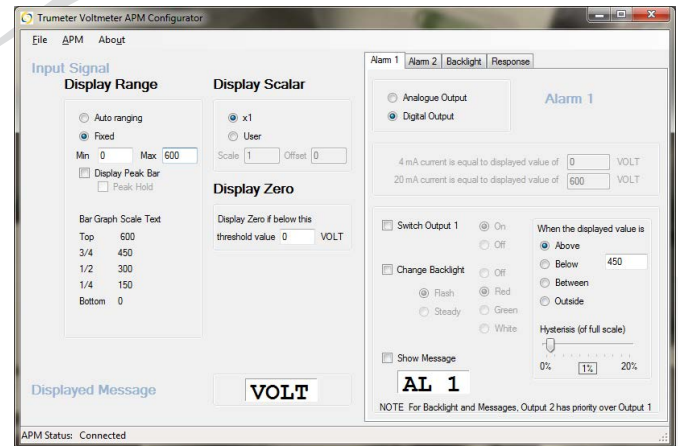 Trumeter Voltmeter APM Configurator
File APM About
Input Signal
Display Range
Auto ranging
Fixed
Min 0 Max 600
Display Peak Bar
Peak Hold
Bar Graph Scale Text
Top 600
3/4 450
1/2 300
1/4 150
Bottom 0
Display Scalar
x1
User
Scale 1 Offset 0
Display Zero
Display Zero if below this
threshold value 0 VOLT
Displayed Message
VOLT
Alarm 1 Alarm 2 Backlight Response
Analogue Output
Digital Output
Alarm 1
4 mA current is equal to displayed value of 0 VOLT
20 mA current is equal to displayed value of 600 VOLT
Switch Output 1
On
Off
Change Backlight
Flash
Steady
Off
Red
Green
White
Show Message
AL 1
When the displayed value is
Above
Below
Between
Outside
450
Hysterisis (of full scale)
0% 1% 20%
NOTE For Backlight and Messages, Output 2 has priority over Output 1
APM Status: Connected